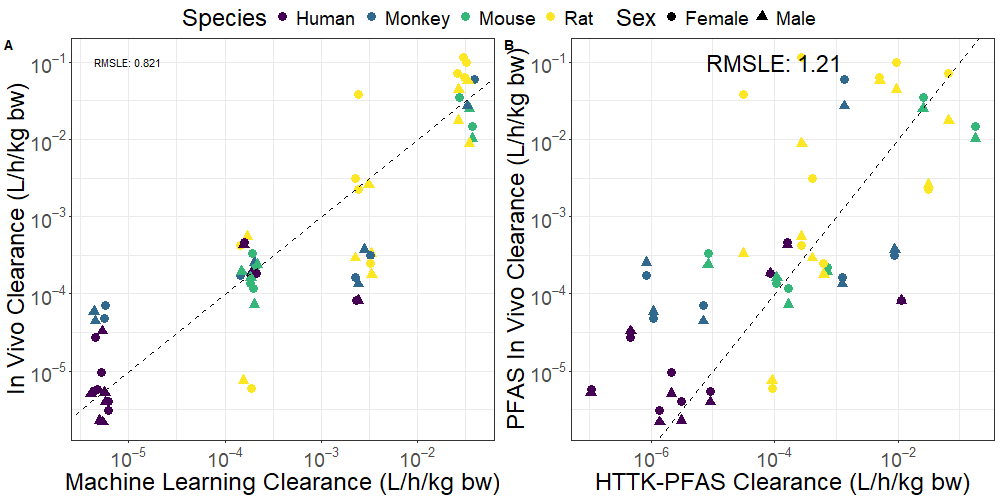 Species Human Monkey Mouse Rat Sex Female Male
A
B
RMSLE: 0.821
RMSLE: 1.21
In Vivo Clearance (L/h/kg bw)
10⁻¹
10⁻²
10⁻³
10⁻⁴
10⁻⁵
PFAS In Vivo Clearance (L/h/kg bw)
10⁻¹
10⁻²
10⁻³
10⁻⁴
10⁻⁵
10⁻⁵ 10⁻⁴ 10⁻³ 10⁻²
10⁻⁶ 10⁻⁴ 10⁻²
Machine Learning Clearance (L/h/kg bw)
HTTK-PFAS Clearance (L/h/kg bw)